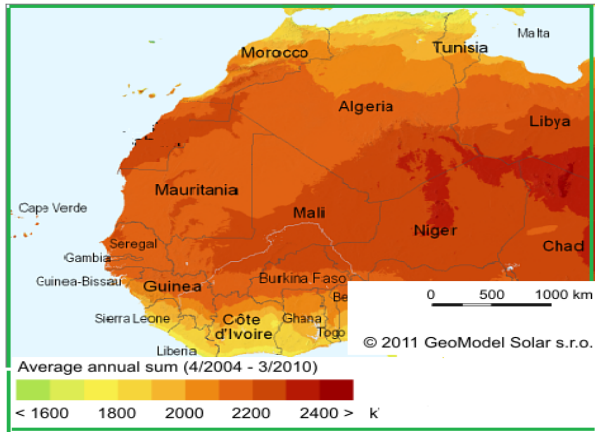 Malta
Morocco
Tunisia
Algeria
Libya
Mauritania
Cape Verde
Mali
Niger
Senegal
Chad
Gambia
Guinea-Bissau
Guinea
Burkina Faso
Be
Sierra Leone
Côte
d'Ivoire
Ghana
Togo
Liberia
0 500 1000 km
© 2011 GeoModel Solar s.r.o.
Average annual sum (4/2004 - 3/2010)
< 1600 1800 2000 2200 2400 > k